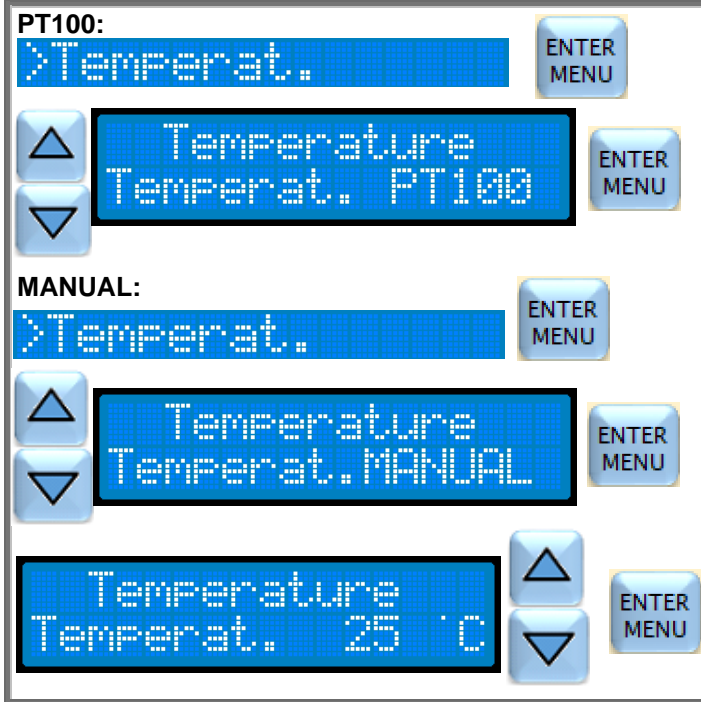 PT100:
>Temperat.
ENTER
MENU
Temperature
Temperat. PT100
ENTER
MENU
MANUAL:
>Temperat.
ENTER
MENU
Temperature
Temperat.MANUAL
ENTER
MENU
Temperature
Temperat. 25 °C
ENTER
MENU